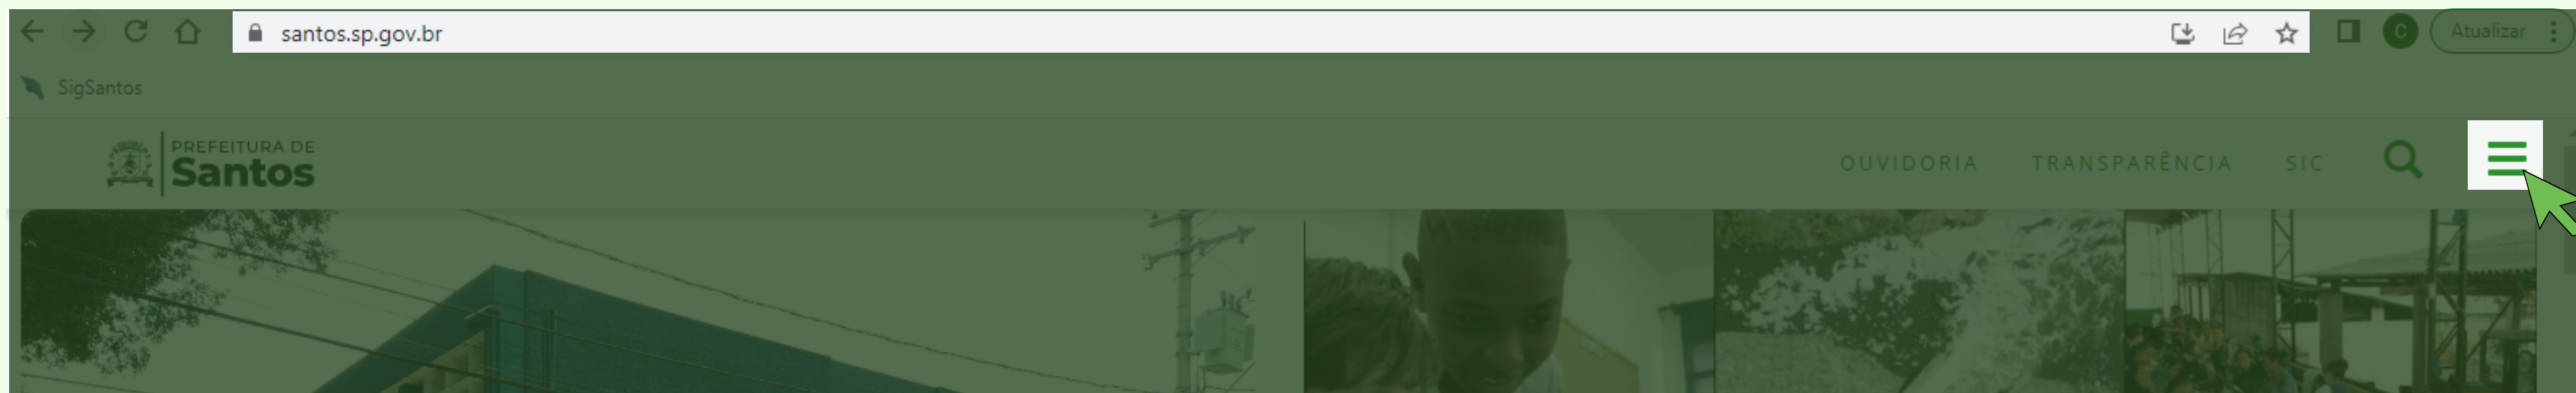 santos.sp.gov.br
C
Atualizar
SigSantos
PREFEITURA DE
Santos
OUVIDORIA TRANSPARÊNCIA SIC